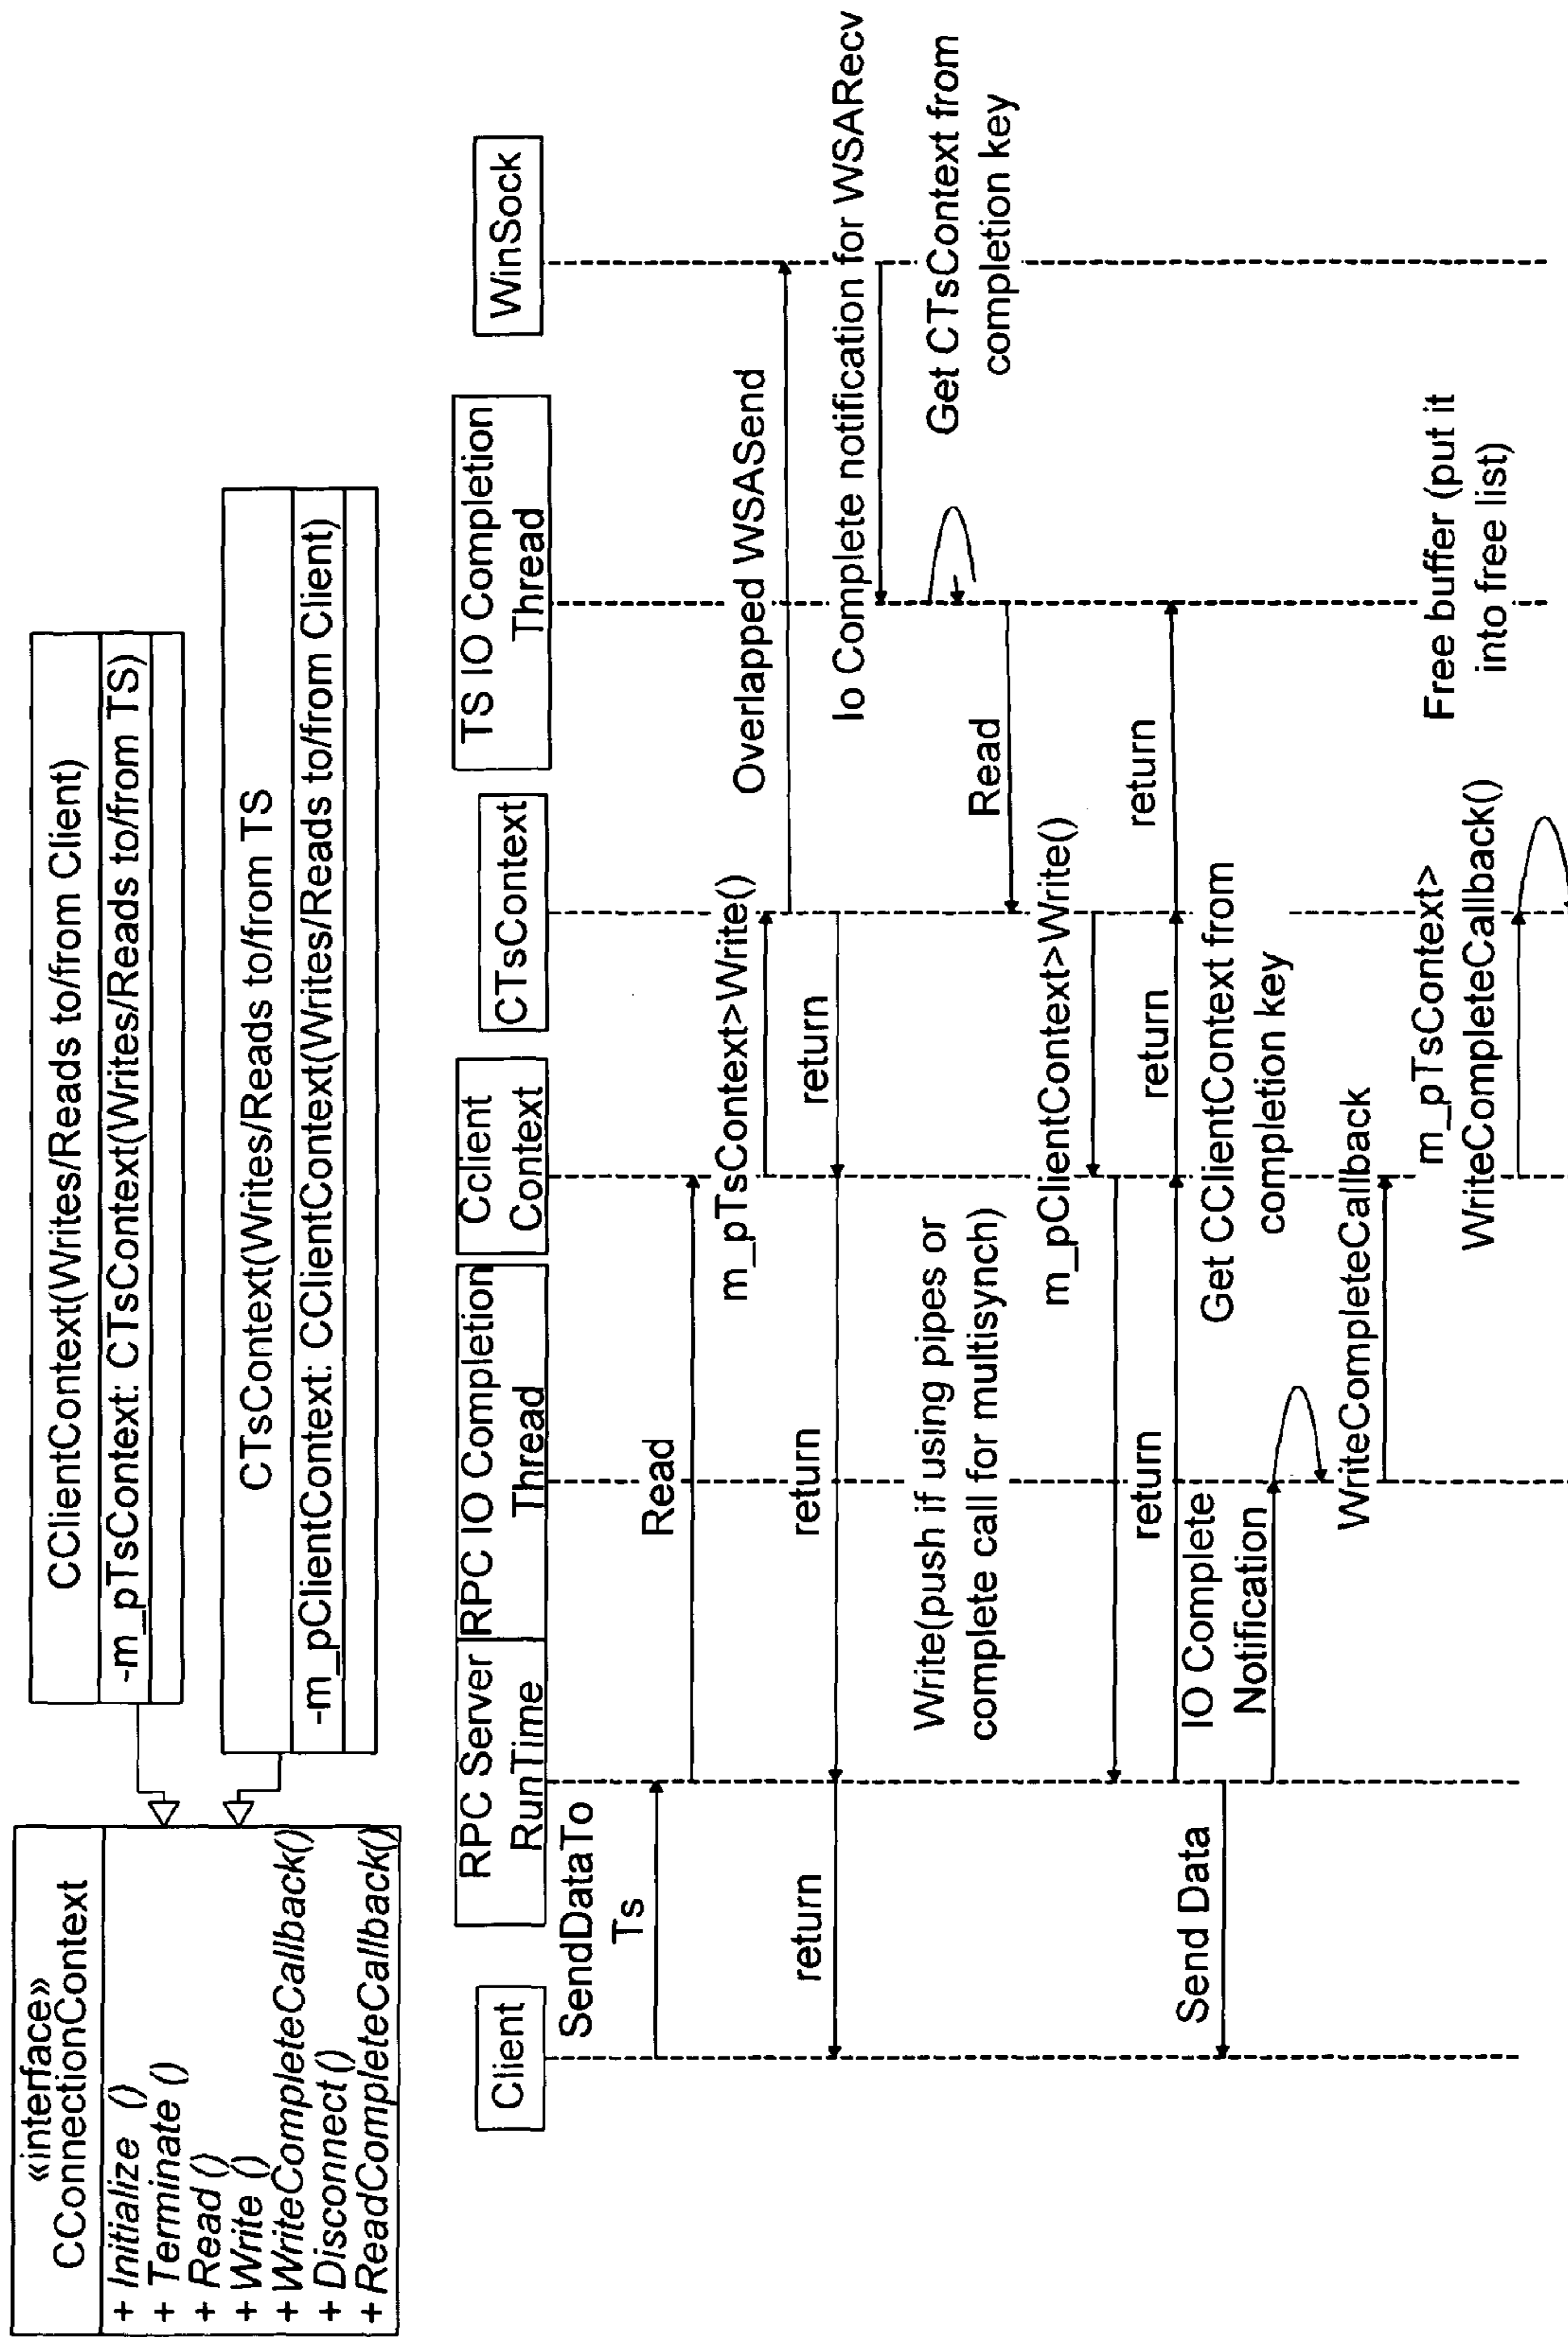 «interface»
CConnectionContext
+ Initialize ()
+ Terminate ()
+ Read ()
+ Write ()
+ WriteCompleteCallback()
+ Disconnect ()
+ ReadCompleteCallback()
CClientContext(Writes/Reads to/from Client)
-m_pTsContext: CTsContext(Writes/Reads to/from TS)
CTsContext(Writes/Reads to/from TS
-m_pClientContext: CClientContext(Writes/Reads to/from Client)
Client
RPC Server
RunTime
RPC IO Completion
Thread
Cclient
Context
CTsContext
TS IO Completion
Thread
WinSock
SendDataTo
Ts
Read
m_pTsContext>Write()
Overlapped WSASend
return
return
return
Io Complete notification for WSARecv
Get CTsContext from
completion key
Read
m_pClientContext>Write()
Write(push if using pipes or
complete call for multisynch)
return
return
return
Send Data
IO Complete
Notification
Get CClientContext from
completion key
WriteCompleteCallback
m_pTsContext>
WriteCompleteCallback()
Free buffer (put it
into free list)